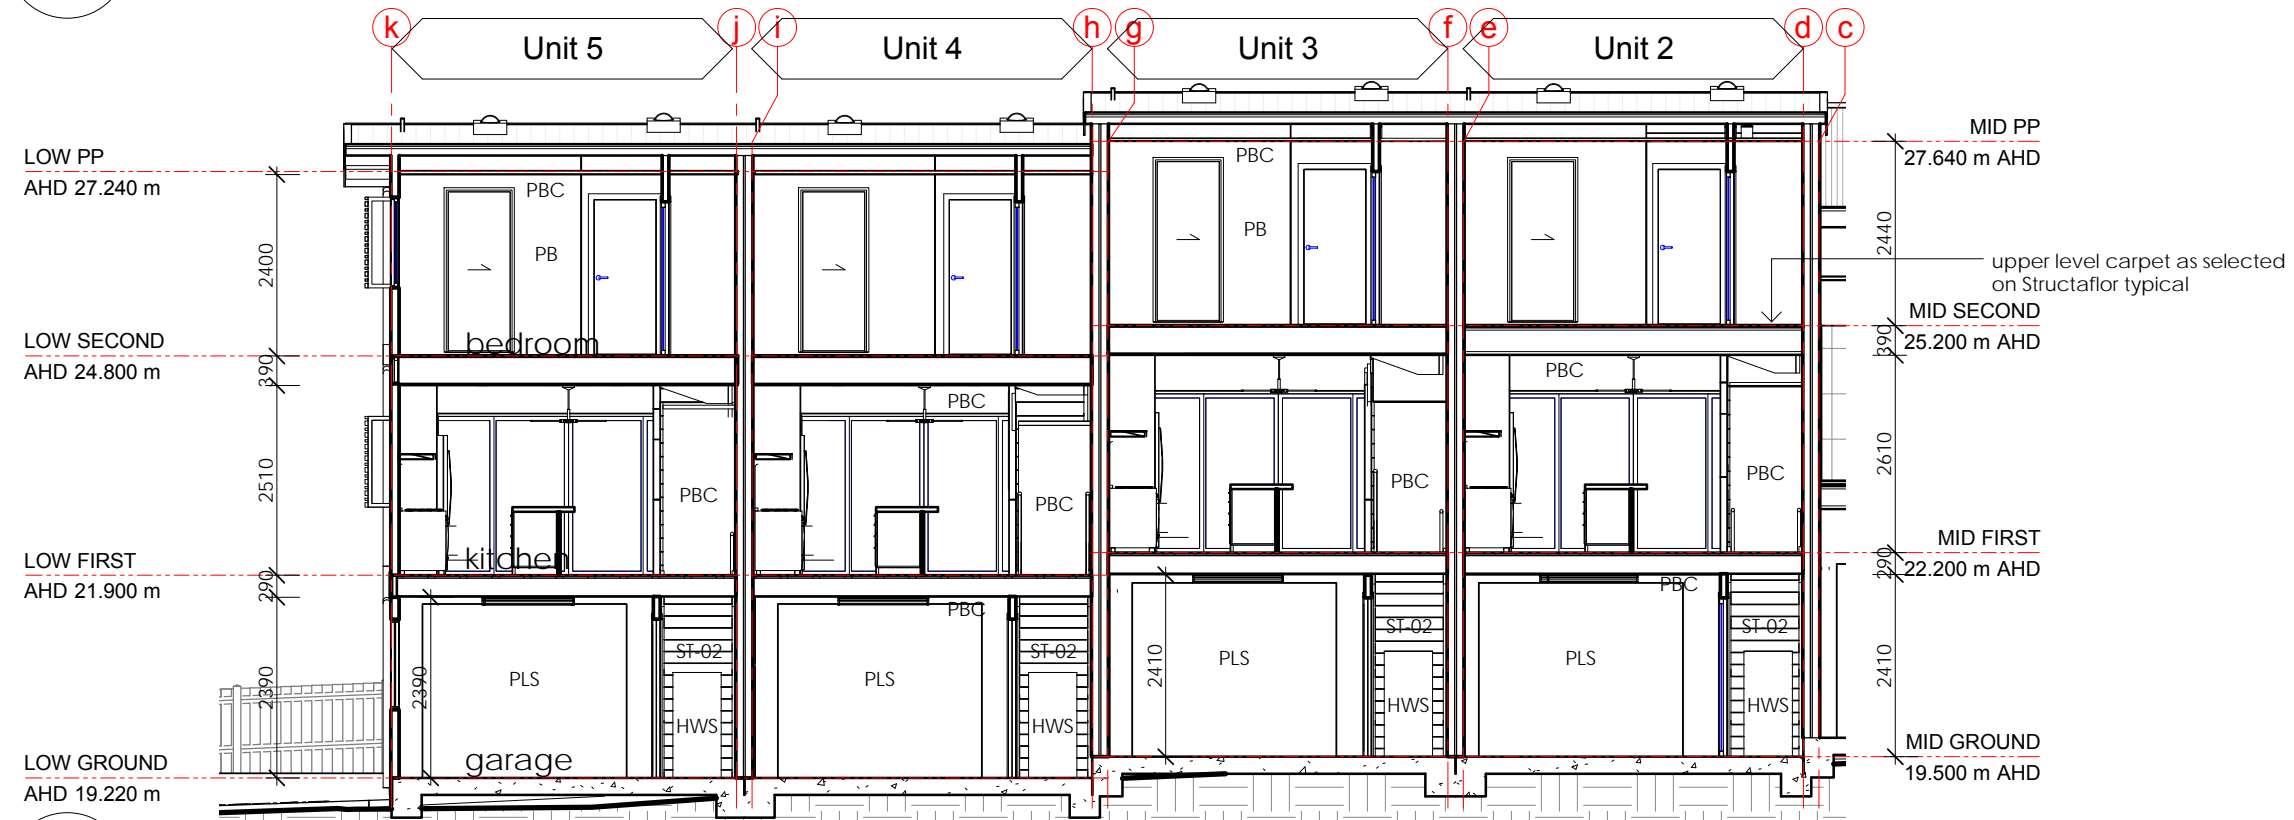 k
j
i
h
g
f
e
d
c
Unit 5
Unit 4
Unit 3
Unit 2
LOW PP
AHD 27.240 m
MID PP
27.640 m AHD
PBC
PB
PBC
PB
2400
2440
upper level carpet as selected
on Structaflor typical
LOW SECOND
AHD 24.800 m
bedroom
MID SECOND
25.200 m AHD
390
390
PBC
PBC
2510
2610
PBC
PBC
PBC
PBC
LOW FIRST
AHD 21.900 m
kitchen
MID FIRST
22.200 m AHD
290
290
PBC
PBC
ST-02
ST-02
ST-02
ST-02
2390
2390
PLS
PLS
2410
PLS
PLS
2410
HWS
HWS
HWS
HWS
LOW GROUND
AHD 19.220 m
garage
MID GROUND
19.500 m AHD